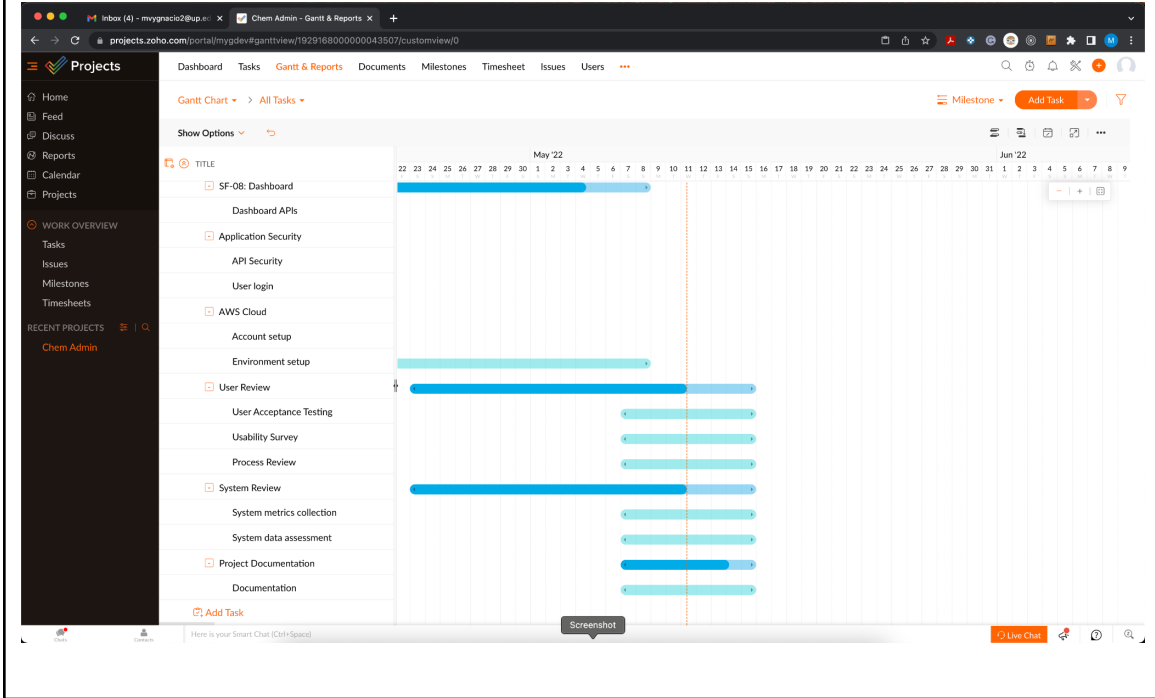 Inbox (4) - mvygnacio2@up.ed
Chem Admin - Gantt & Reports
projects.zoho.com/portal/mygdev#ganttview/1929168000000043507/customview/0
M
Projects
Dashboard Tasks Gantt & Reports Documents Milestones Timesheet Issues Users
Home
Feed
Discuss
Reports
Calendar
Projects
WORK OVERVIEW
Tasks
Issues
Milestones
Timesheets
RECENT PROJECTS
Chem Admin
Gantt Chart > All Tasks
Milestone
Add Task
Show Options
TITLE
May '22
Jun '22
22 23 24 25 26 27 28 29 30 1 2 3 4 5 6 7 8 9 10 11 12 13 14 15 16 17 18 19 20 21 22 23 24 25 26 27 28 29 30 31 1 2 3 4 5 6 7 8 9
SF-08: Dashboard
Dashboard APIs
Application Security
API Security
User login
AWS Cloud
Account setup
Environment setup
User Review
User Acceptance Testing
Usability Survey
Process Review
System Review
System metrics collection
System data assessment
Project Documentation
Documentation
Add Task
Chats
Contacts
Here is your Smart Chat (Ctrl+Space)
Screenshot
Live Chat